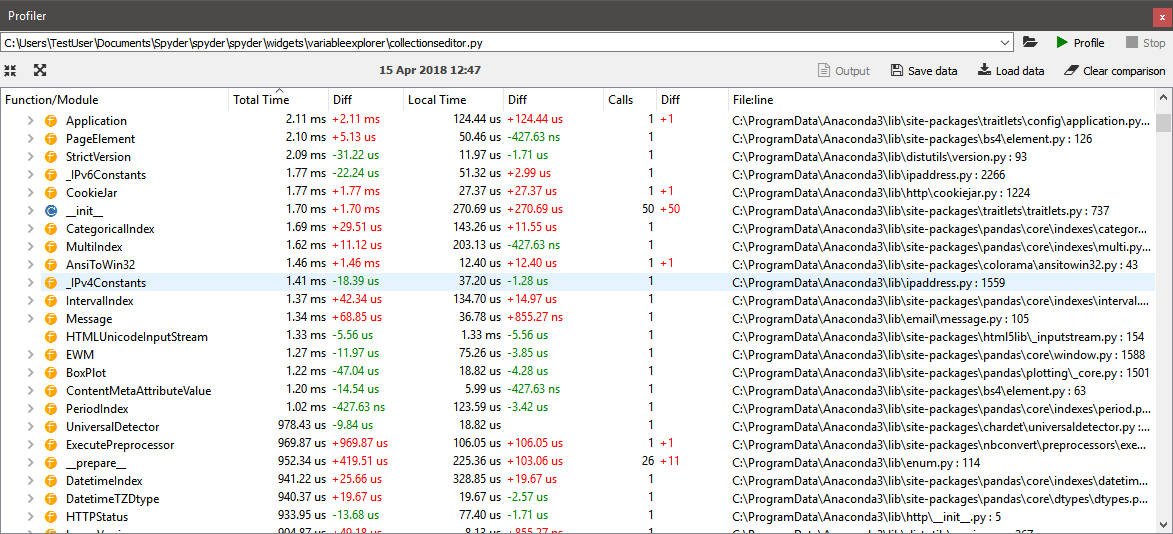 Profiler
C:\Users\TestUser\Documents\Spyder\spyder\spyder\widgets\variableexplorer\collectionseditor.py Profile Stop
15 Apr 2018 12:47 Output Save data Load data Clear comparison
Function/Module Total Time Diff Local Time Diff Calls Diff File:line
Application 2.11 ms +2.11 ms 124.44 us +124.44 us 1 +1 C:\ProgramData\Anaconda3\lib\site-packages\traitlets\config\application.py...
PageElement 2.10 ms +5.13 us 50.46 us -427.63 ns 1 C:\ProgramData\Anaconda3\lib\site-packages\bs4\element.py : 126
StrictVersion 2.09 ms -31.22 us 11.97 us -1.71 us 1 C:\ProgramData\Anaconda3\lib\distutils\version.py : 93
_IPv6Constants 1.77 ms -22.24 us 51.32 us +2.99 us 1 C:\ProgramData\Anaconda3\lib\ipaddress.py : 2266
CookieJar 1.77 ms +1.77 ms 27.37 us +27.37 us 1 +1 C:\ProgramData\Anaconda3\lib\http\cookiejar.py : 1224
__init__ 1.70 ms +1.70 ms 270.69 us +270.69 us 50 +50 C:\ProgramData\Anaconda3\lib\site-packages\traitlets\traitlets.py : 737
CategoricalIndex 1.69 ms +29.51 us 143.26 us +11.55 us 1 C:\ProgramData\Anaconda3\lib\site-packages\pandas\core\indexes\categor...
MultiIndex 1.62 ms +11.12 us 203.13 us -427.63 ns 1 C:\ProgramData\Anaconda3\lib\site-packages\pandas\core\indexes\multi.py...
AnsiToWin32 1.46 ms +1.46 ms 12.40 us +12.40 us 1 +1 C:\ProgramData\Anaconda3\lib\site-packages\colorama\ansitowin32.py : 43
_IPv4Constants 1.41 ms -18.39 us 37.20 us -1.28 us 1 C:\ProgramData\Anaconda3\lib\ipaddress.py : 1559
IntervalIndex 1.37 ms +42.34 us 134.70 us +14.97 us 1 C:\ProgramData\Anaconda3\lib\site-packages\pandas\core\indexes\interval....
Message 1.34 ms +68.85 us 36.78 us +855.27 ns 1 C:\ProgramData\Anaconda3\lib\email\message.py : 105
HTMLUnicodeInputStream 1.33 ms -5.56 us 1.33 ms -5.56 us 1 C:\ProgramData\Anaconda3\lib\site-packages\html5lib\_inputstream.py : 154
EWM 1.27 ms -11.97 us 75.26 us -3.85 us 1 C:\ProgramData\Anaconda3\lib\site-packages\pandas\core\window.py : 1588
BoxPlot 1.22 ms -47.04 us 18.82 us -4.28 us 1 C:\ProgramData\Anaconda3\lib\site-packages\pandas\plotting\_core.py : 1501
ContentMetaAttributeValue 1.20 ms -14.54 us 5.99 us -427.63 ns 1 C:\ProgramData\Anaconda3\lib\site-packages\bs4\element.py : 63
PeriodIndex 1.02 ms -427.63 ns 123.59 us -3.42 us 1 C:\ProgramData\Anaconda3\lib\site-packages\pandas\core\indexes\period.p...
UniversalDetector 978.43 us -9.84 us 18.82 us 1 C:\ProgramData\Anaconda3\lib\site-packages\chardet\universaldetector.py :...
ExecutePreprocessor 969.87 us +969.87 us 106.05 us +106.05 us 1 +1 C:\ProgramData\Anaconda3\lib\site-packages\nbconvert\preprocessors\exe...
__prepare__ 952.34 us +419.51 us 225.36 us +103.06 us 26 +11 C:\ProgramData\Anaconda3\lib\enum.py : 114
DatetimeIndex 941.22 us +25.66 us 328.85 us +19.67 us 1 C:\ProgramData\Anaconda3\lib\site-packages\pandas\core\indexes\datetim...
DatetimeTZDtype 940.37 us +19.67 us 19.67 us -2.57 us 1 C:\ProgramData\Anaconda3\lib\site-packages\pandas\core\dtypes\dtypes.p...
HTTPStatus 933.95 us -13.68 us 77.40 us -1.71 us 1 C:\ProgramData\Anaconda3\lib\http\__init__.py : 5